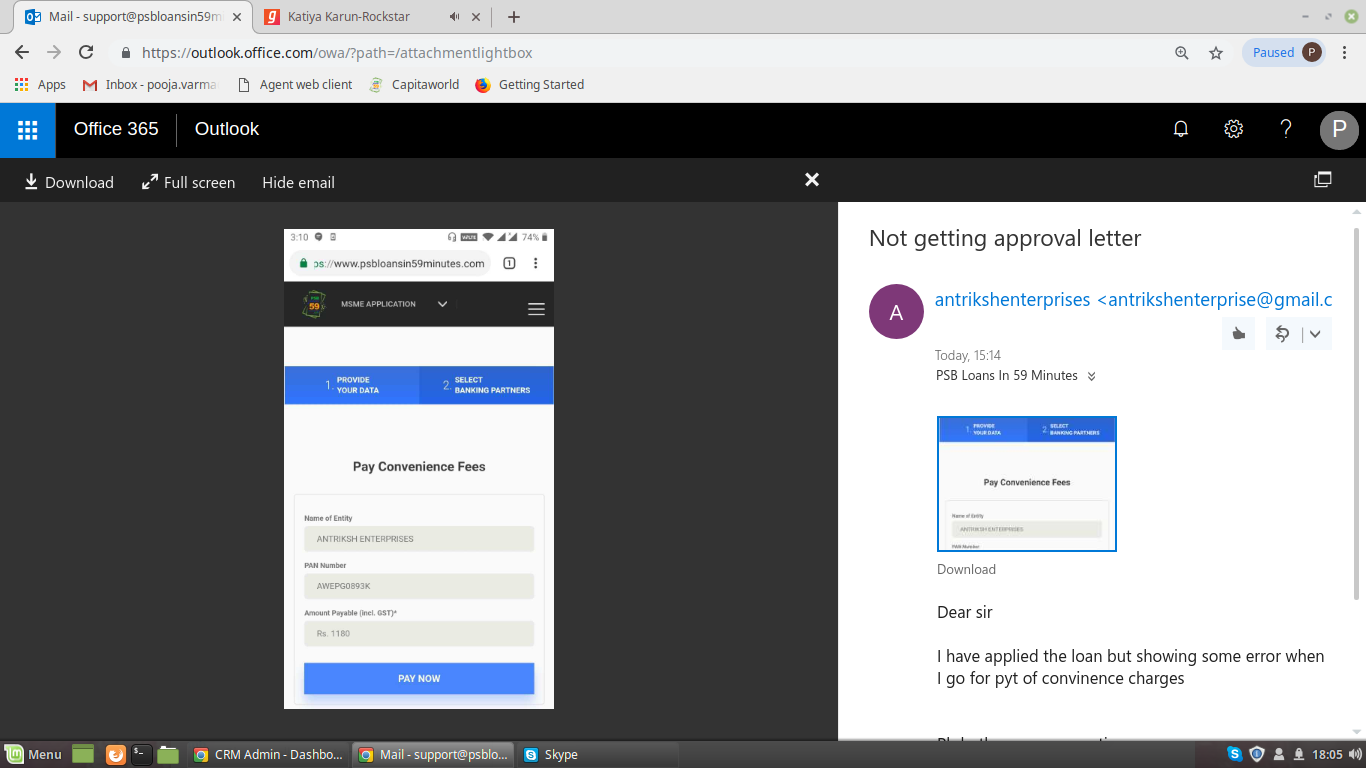 Mail - support@psbloansin59m
Katiya Karun-Rockstar
https://outlook.office.com/owa/?path=/attachmentlightbox
Paused P
Apps Inbox - pooja.varma Agent web client Capitaworld Getting Started
Office 365 Outlook
P
Download Full screen Hide email
3:10 VoLTE 74%
ps://www.psbloansin59minutes.com 1
PSB 59 MSME APPLICATION
1. PROVIDE YOUR DATA
2. SELECT BANKING PARTNERS
Pay Convenience Fees
Name of Entity
ANTRIKSH ENTERPRISES
PAN Number
AWEPG0893K
Amount Payable (incl. GST)*
Rs. 1180
PAY NOW
Not getting approval letter
A
antrikshenterprises <antrikshenterprise@gmail.c
Today, 15:14
PSB Loans In 59 Minutes
1. PROVIDE YOUR DATA
2. SELECT BANKING PARTNERS
Pay Convenience Fees
Name of Entity
ANTRIKSH ENTERPRISES
PAN Number
Download
Dear sir
I have applied the loan but showing some error when
I go for pyt of convinence charges
Menu CRM Admin - Dashbo... Mail - support@psblo... Skype 18:05